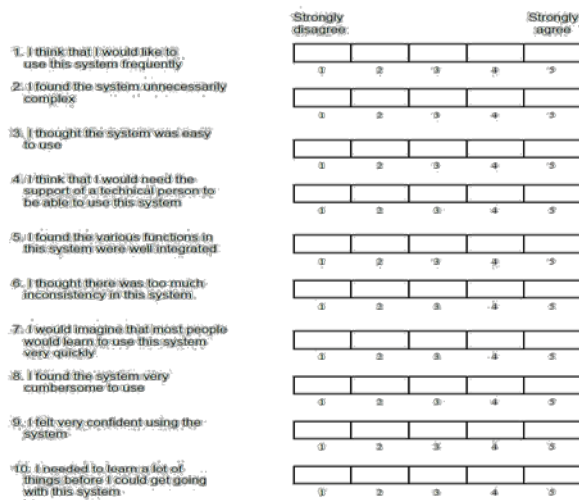 Strongly disagree
Strongly agree
1. I think that I would like to
use this system frequently
1 2 3 4 5
2. I found the system unnecessarily
complex
1 2 3 4 5
3. I thought the system was easy
to use
1 2 3 4 5
4. I think that I would need the
support of a technical person to
be able to use this system
1 2 3 4 5
5. I found the various functions in
this system were well integrated
1 2 3 4 5
6. I thought there was too much
inconsistency in this system
1 2 3 4 5
7. I would imagine that most people
would learn to use this system
very quickly
1 2 3 4 5
8. I found the system very
cumbersome to use
1 2 3 4 5
9. I felt very confident using the
system
1 2 3 4 5
10. I needed to learn a lot of
things before I could get going
with this system
1 2 3 4 5